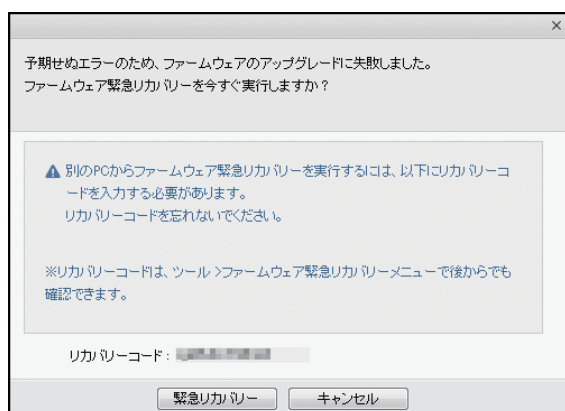 予期せぬエラーのため、ファームウェアのアップグレードに失敗しました。
ファームウェア緊急リカバリーを今すぐ実行しますか？
別のPCからファームウェア緊急リカバリーを実行するには、以下にリカバリーコ
ードを入力する必要があります。
リカバリーコードを忘れないでください。
※リカバリーコードは、ツール >ファームウェア緊急リカバリーメニューで後からでも
確認できます。
リカバリーコード :
緊急リカバリー キャンセル